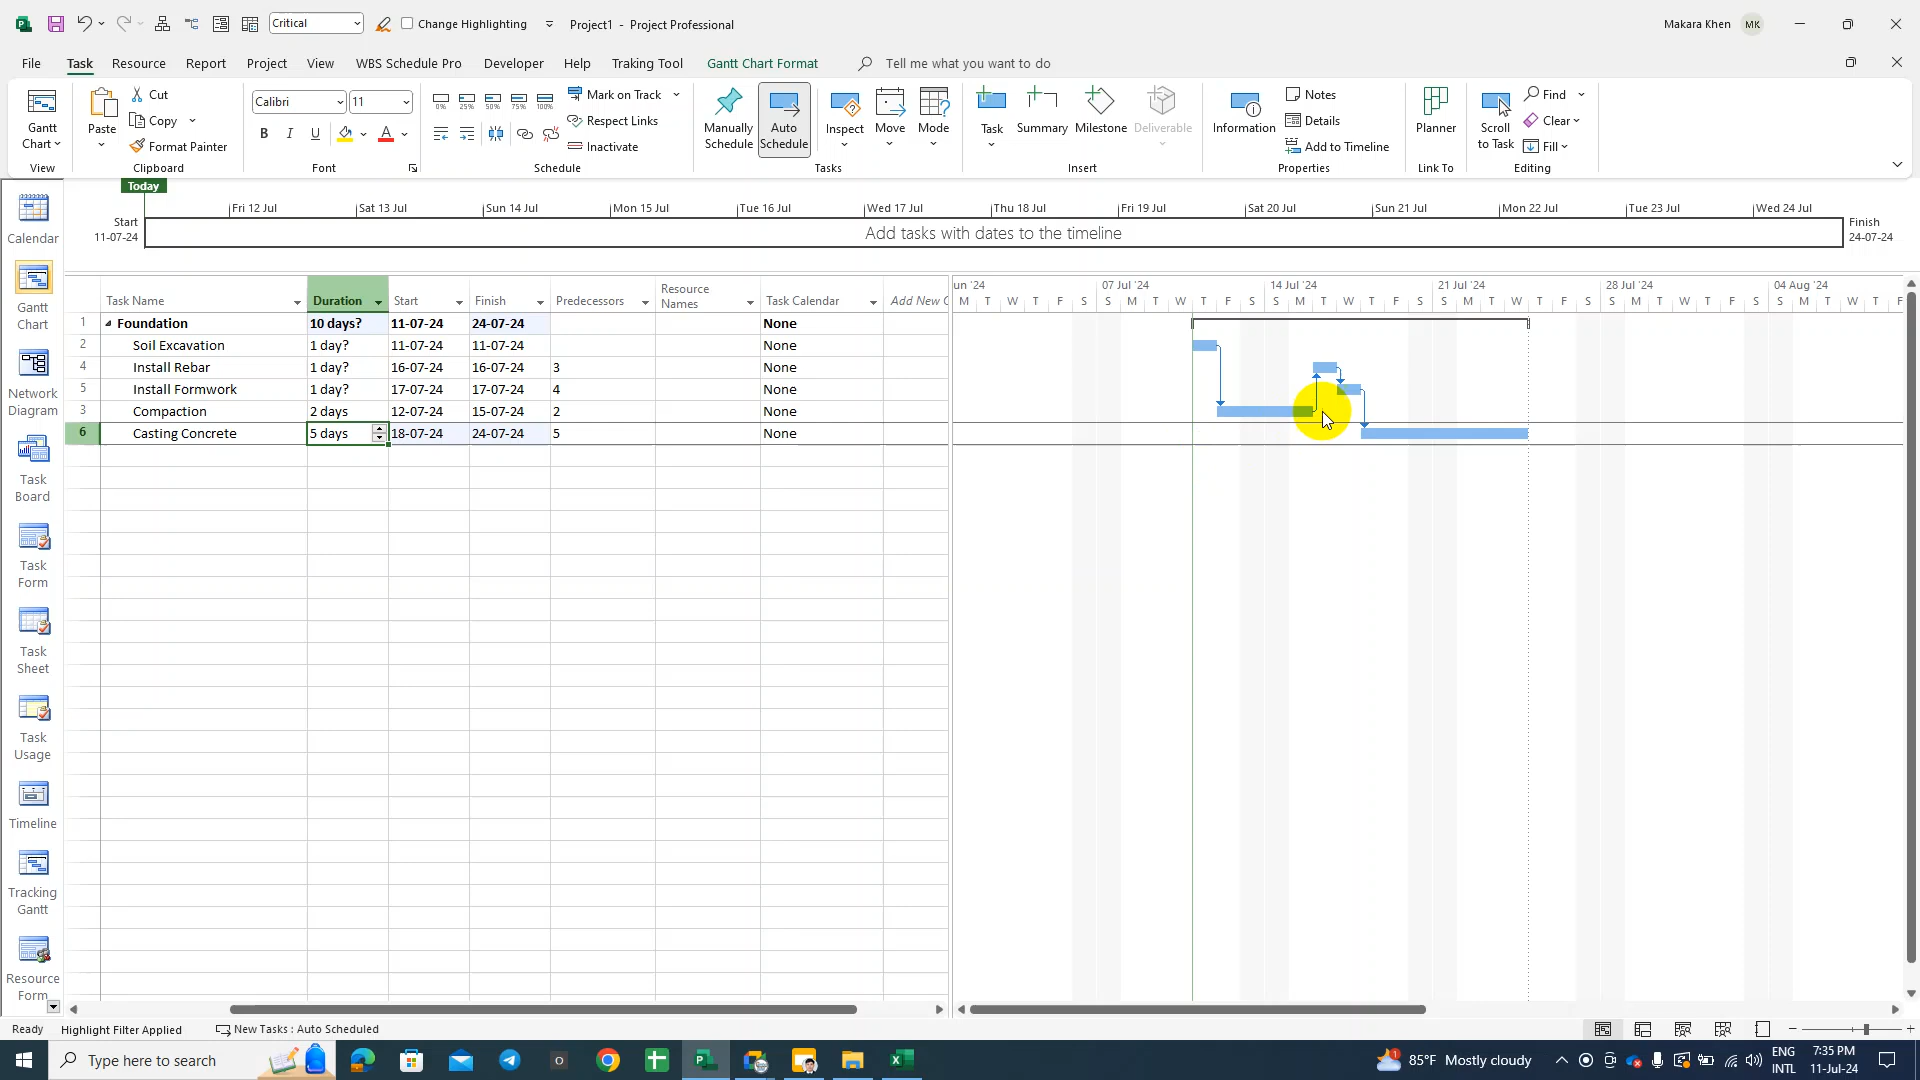 Critical
Change Highlighting
Project1 - Project Professional
Makara Khen
MK
File Task Resource Report Project View WBS Schedule Pro Developer Help Traking Tool Gantt Chart Format Tell me what you want to do
Gantt Chart
View
Paste
Cut
Copy
Format Painter
Clipboard
Calibri
11
B I U A
Font
0% 25% 50% 75% 100%
Mark on Track
Respect Links
Inactivate
Schedule
Manually Schedule
Auto Schedule
Inspect
Move
Mode
Tasks
Task
Summary
Milestone
Deliverable
Insert
Information
Notes
Details
Add to Timeline
Properties
Planner
Link To
Scroll to Task
Find
Clear
Fill
Editing
Today
Start
11-07-24
Fri 12 Jul Sat 13 Jul Sun 14 Jul Mon 15 Jul Tue 16 Jul Wed 17 Jul Thu 18 Jul Fri 19 Jul Sat 20 Jul Sun 21 Jul Mon 22 Jul Tue 23 Jul Wed 24 Jul
Add tasks with dates to the timeline
Finish
24-07-24
Calendar
Gantt Chart
Network Diagram
Task Board
Task Form
Task Sheet
Task Usage
Timeline
Tracking Gantt
Resource Form
Task Name Duration Start Finish Predecessors Resource Names Task Calendar Add New C
1 Foundation 10 days? 11-07-24 24-07-24 None
2 Soil Excavation 1 day? 11-07-24 11-07-24 None
4 Install Rebar 1 day? 16-07-24 16-07-24 3 None
5 Install Formwork 1 day? 17-07-24 17-07-24 4 None
3 Compaction 2 days 12-07-24 15-07-24 2 None
6 Casting Concrete 5 days 18-07-24 24-07-24 5 None
un '24 07 Jul '24 14 Jul '24 21 Jul '24 28 Jul '24 04 Aug '24
M T W T F S S M T W T F S S M T W T F S S M T W T F S S M T W T F S S M T W T F
Ready Highlight Filter Applied New Tasks : Auto Scheduled
Type here to search
85°F Mostly cloudy
ENG
INTL
7:35 PM
11-Jul-24